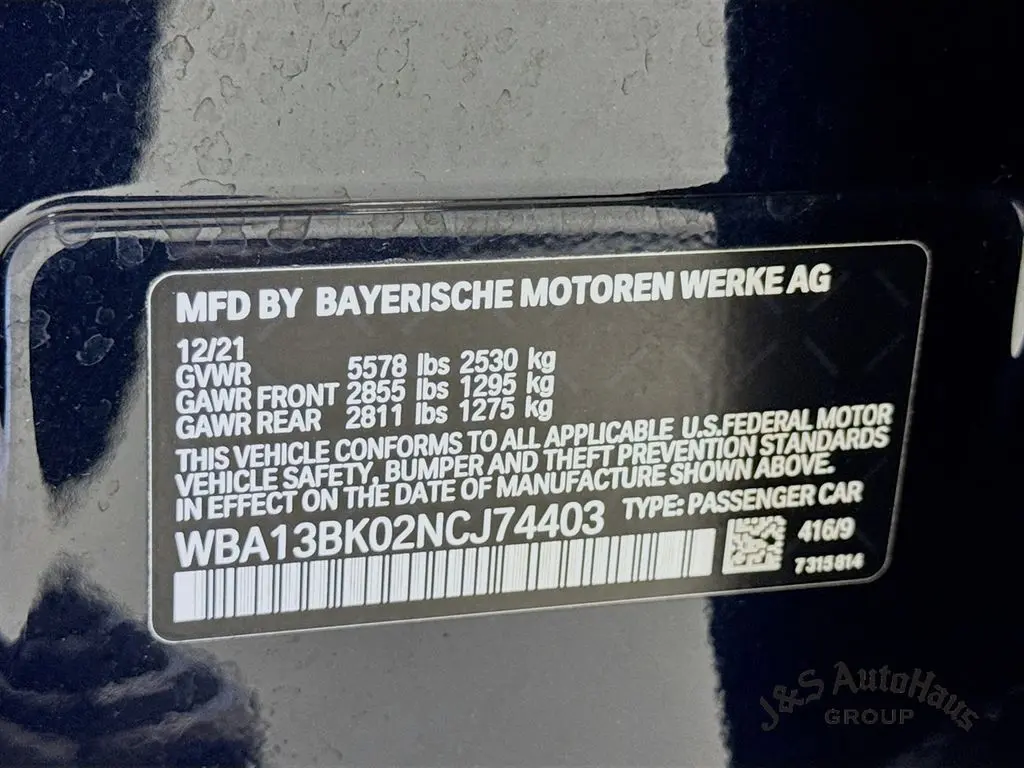 MFD BY BAYERISCHE MOTOREN WERKE AG
12/21
GVWR 5578 lbs 2530 kg
GAWR FRONT 2855 lbs 1295 kg
GAWR REAR 2811 lbs 1275 kg
THIS VEHICLE CONFORMS TO ALL APPLICABLE U.S.FEDERAL MOTOR
VEHICLE SAFETY, BUMPER AND THEFT PREVENTION STANDARDS
IN EFFECT ON THE DATE OF MANUFACTURE SHOWN ABOVE.
WBA13BK02NCJ74403 TYPE: PASSENGER CAR
416/9
7315814
J&S AutoHaus
GROUP